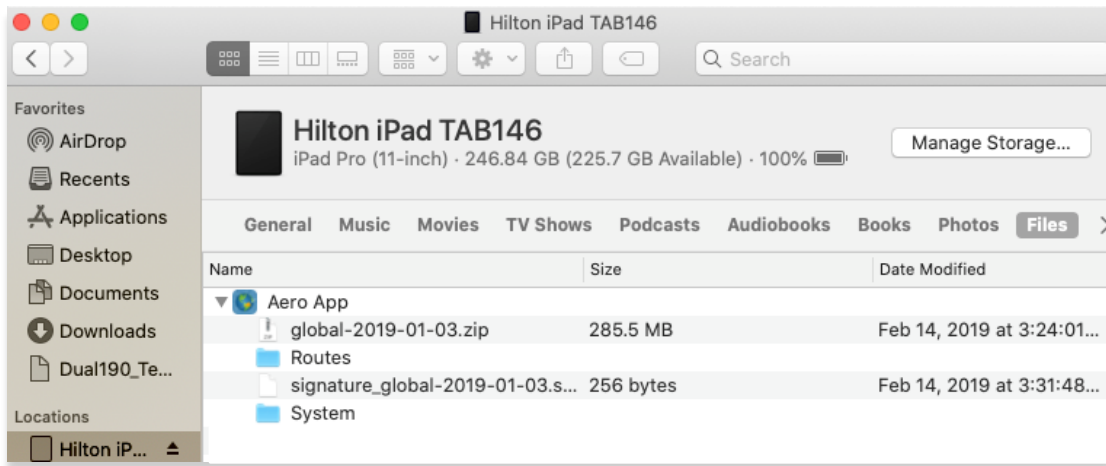 Hilton iPad TAB146
Search
Favorites
AirDrop
Recents
Applications
Desktop
Documents
Downloads
Dual190_Te...
Locations
Hilton iP...
Hilton iPad TAB146
iPad Pro (11-inch) · 246.84 GB (225.7 GB Available) · 100%
Manage Storage...
General Music Movies TV Shows Podcasts Audiobooks Books Photos Files
Name Size Date Modified
Aero App
global-2019-01-03.zip 285.5 MB Feb 14, 2019 at 3:24:01...
Routes
signature_global-2019-01-03.s... 256 bytes Feb 14, 2019 at 3:31:48...
System